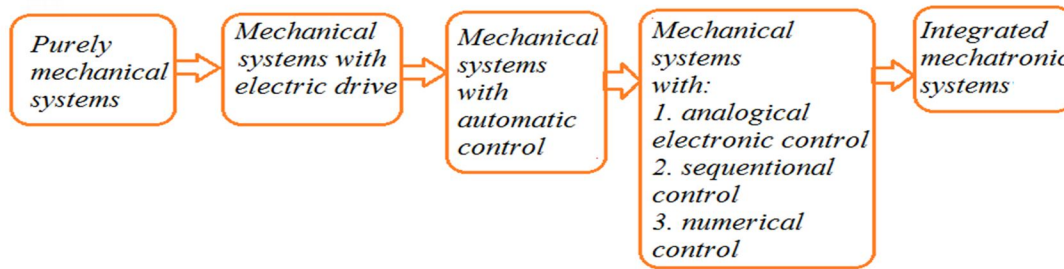 Purely
mechanical
systems
Mechanical
systems with
electric drive
Mechanical
systems
with
automatic
control
Mechanical
systems
with:
1. analogical
electronic control
2. sequentional
control
3. numerical
control
Integrated
mechatronic
systems